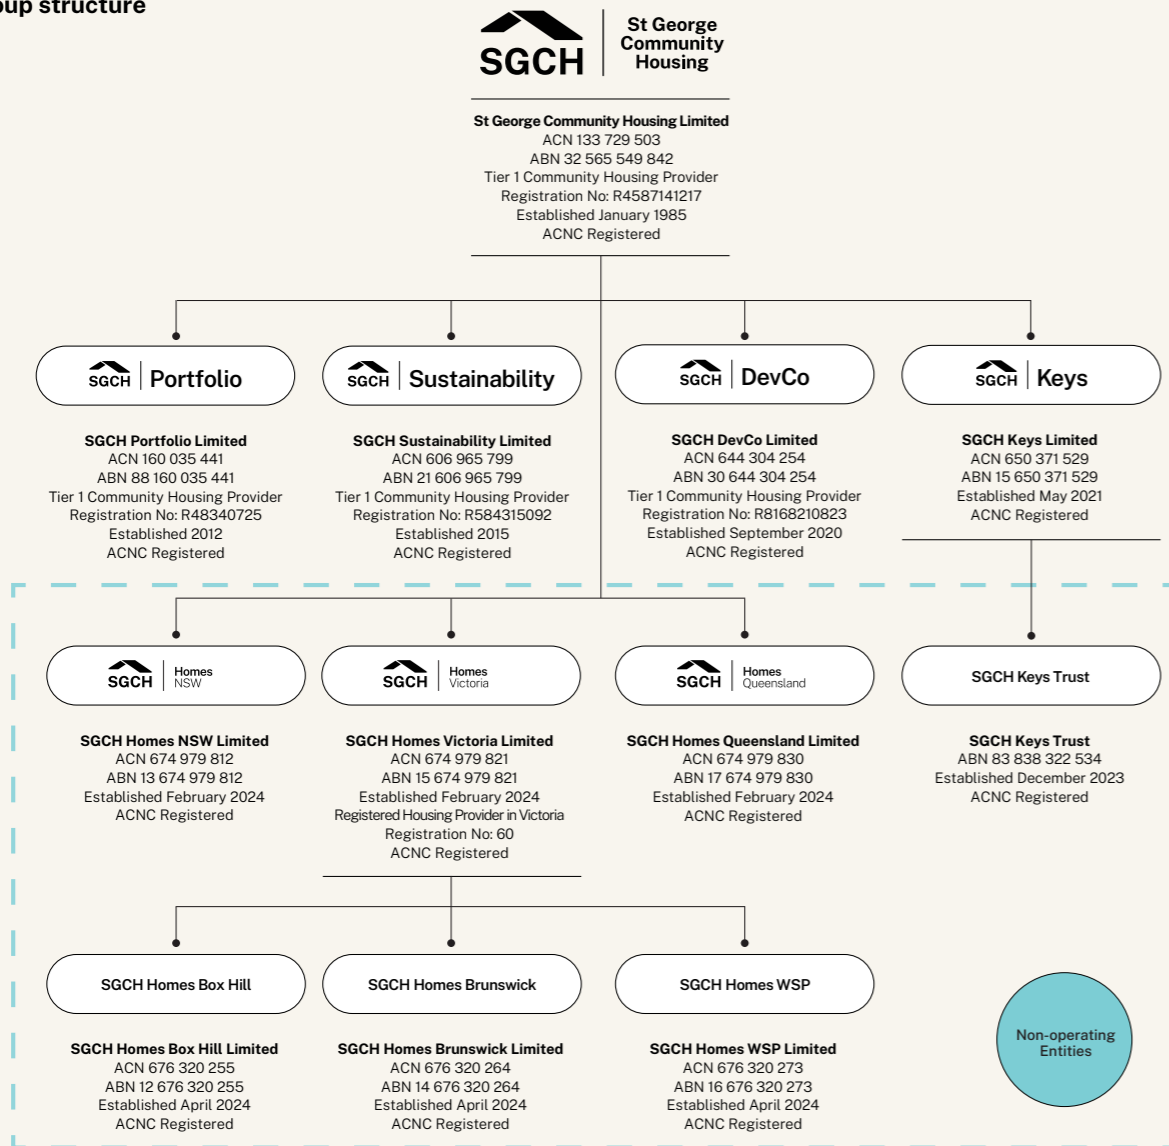 oup structure
SGCH
St George
Community
Housing
St George Community Housing Limited
ACN 133 729 503
ABN 32 565 549 842
Tier 1 Community Housing Provider
Registration No: R4587141217
Established January 1985
ACNC Registered
SGCH Portfolio
SGCH Sustainability
SGCH DevCo
SGCH Keys
SGCH Portfolio Limited
ACN 160 035 441
ABN 88 160 035 441
Tier 1 Community Housing Provider
Registration No: R48340725
Established 2012
ACNC Registered
SGCH Sustainability Limited
ACN 606 965 799
ABN 21 606 965 799
Tier 1 Community Housing Provider
Registration No: R584315092
Established 2015
ACNC Registered
SGCH DevCo Limited
ACN 644 304 254
ABN 30 644 304 254
Tier 1 Community Housing Provider
Registration No: R8168210823
Established September 2020
ACNC Registered
SGCH Keys Limited
ACN 650 371 529
ABN 15 650 371 529
Established May 2021
ACNC Registered
SGCH
Homes
NSW
SGCH
Homes
Victoria
SGCH
Homes
Queensland
SGCH Keys Trust
SGCH Homes NSW Limited
ACN 674 979 812
ABN 13 674 979 812
Established February 2024
ACNC Registered
SGCH Homes Victoria Limited
ACN 674 979 821
ABN 15 674 979 821
Established February 2024
Registered Housing Provider in Victoria
Registration No: 60
ACNC Registered
SGCH Homes Queensland Limited
ACN 674 979 830
ABN 17 674 979 830
Established February 2024
ACNC Registered
SGCH Keys Trust
ABN 83 838 322 534
Established December 2023
ACNC Registered
SGCH Homes Box Hill
SGCH Homes Brunswick
SGCH Homes WSP
SGCH Homes Box Hill Limited
ACN 676 320 255
ABN 12 676 320 255
Established April 2024
ACNC Registered
SGCH Homes Brunswick Limited
ACN 676 320 264
ABN 14 676 320 264
Established April 2024
ACNC Registered
SGCH Homes WSP Limited
ACN 676 320 273
ABN 16 676 320 273
Established April 2024
ACNC Registered
Non-operating
Entities